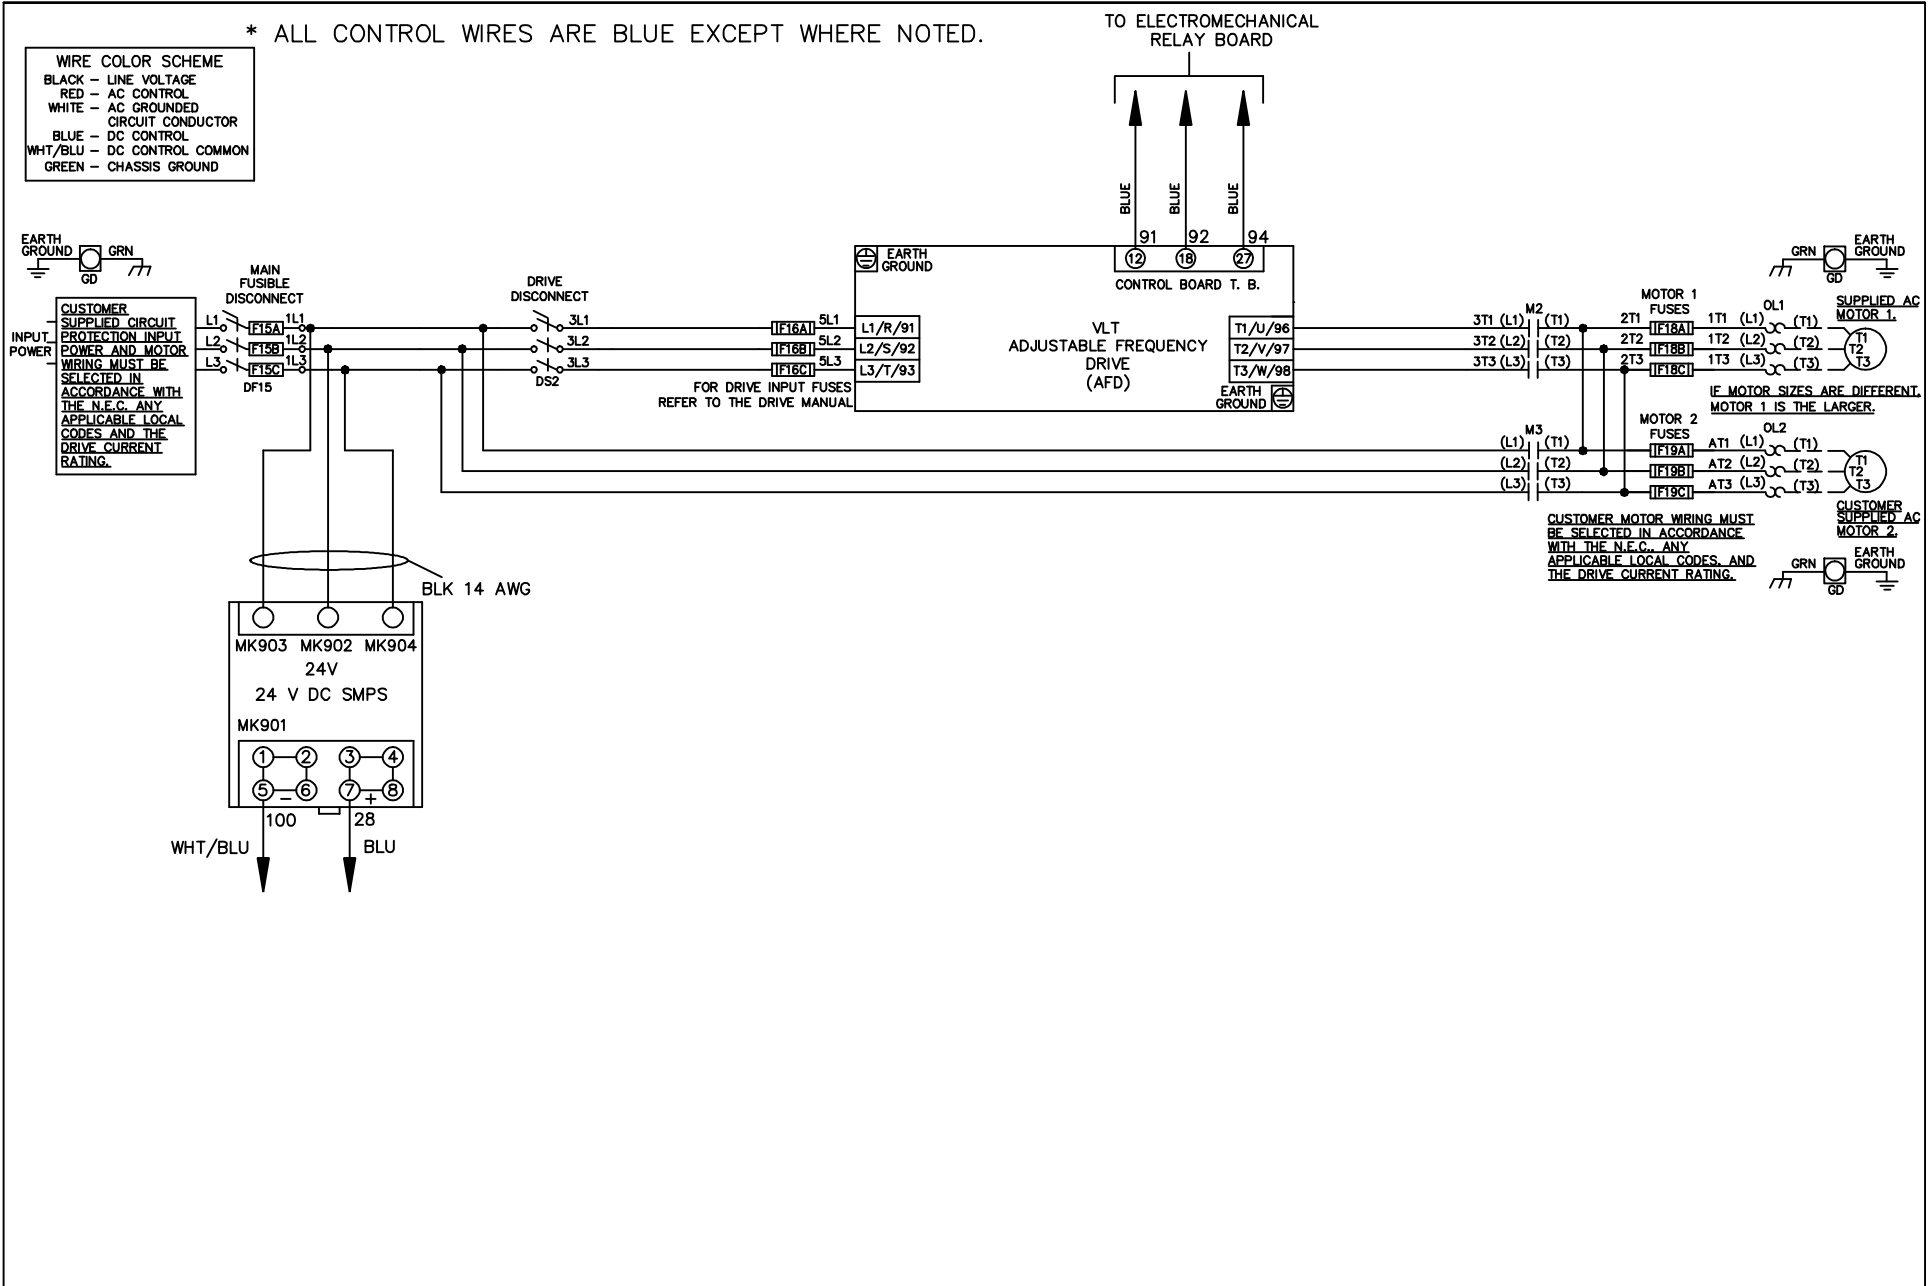 * ALL CONTROL WIRES ARE BLUE EXCEPT WHERE NOTED.
WIRE COLOR SCHEME
BLACK – LINE VOLTAGE
RED – AC CONTROL
WHITE – AC GROUNDED
CIRCUIT CONDUCTOR
BLUE – DC CONTROL
WHT/BLU – DC CONTROL COMMON
GREEN – CHASSIS GROUND
TO ELECTROMECHANICAL
RELAY BOARD
BLUE
BLUE
BLUE
91 92 94
12 18 27
CONTROL BOARD T. B.
EARTH
GROUND
GRN
GD
INPUT
POWER
CUSTOMER
SUPPLIED CIRCUIT
PROTECTION INPUT
POWER AND MOTOR
WIRING MUST BE
SELECTED IN
ACCORDANCE WITH
THE N.E.C. ANY
APPLICABLE LOCAL
CODES AND THE
DRIVE CURRENT
RATING.
MAIN
FUSIBLE
DISCONNECT
L1 F15A 1L1
L2 F15B 1L2
L3 F15C 1L3
DF15
DRIVE
DISCONNECT
3L1
3L2
3L3
DS2
F16A 5L1
F16B 5L2
F16C 5L3
FOR DRIVE INPUT FUSES
REFER TO THE DRIVE MANUAL
EARTH
GROUND
L1/R/91
L2/S/92
L3/T/93
VLT
ADJUSTABLE FREQUENCY
DRIVE
(AFD)
T1/U/96
T2/V/97
T3/W/98
EARTH
GROUND
M2
3T1 (L1) (T1)
3T2 (L2) (T2)
3T3 (L3) (T3)
MOTOR 1
FUSES
2T1 F18A 1T1 (L1)
2T2 F18B 1T2 (L2)
2T3 F18C 1T3 (L3)
OL1
(T1)
(T2)
(T3)
GRN
GD
EARTH
GROUND
SUPPLIED AC
MOTOR 1.
T1
T2
T3
IF MOTOR SIZES ARE DIFFERENT,
MOTOR 1 IS THE LARGER.
M3
(L1) (T1)
(L2) (T2)
(L3) (T3)
MOTOR 2
FUSES
F19A AT1 (L1)
F19B AT2 (L2)
F19C AT3 (L3)
OL2
(T1)
(T2)
(T3)
T1
T2
T3
CUSTOMER
SUPPLIED AC
MOTOR 2.
CUSTOMER MOTOR WIRING MUST
BE SELECTED IN ACCORDANCE
WITH THE N.E.C., ANY
APPLICABLE LOCAL CODES, AND
THE DRIVE CURRENT RATING.
GRN
GD
EARTH
GROUND
BLK 14 AWG
MK903 MK902 MK904
24V
24 V DC SMPS
MK901
1 2 3 4
5 6 7 8
– +
100 28
WHT/BLU BLU